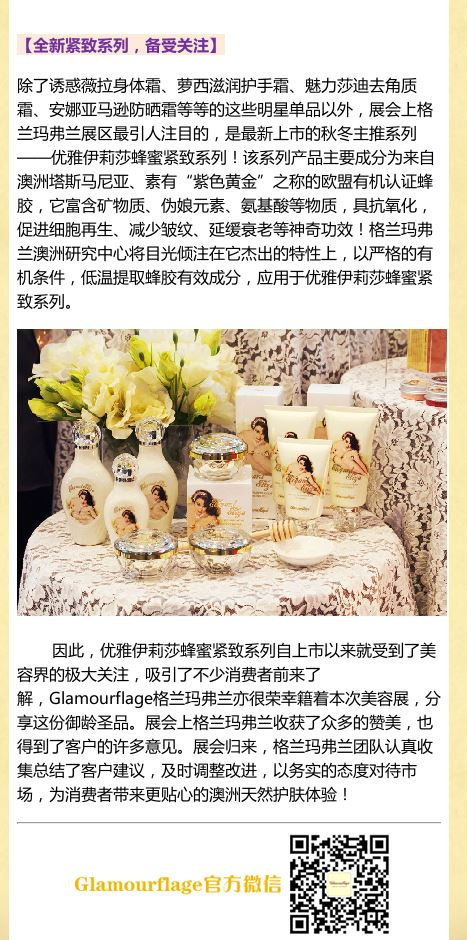 【全新紧致系列，备受关注】
除了诱惑薇拉身体霜、萝西滋润护手霜、魅力莎迪去角质
霜、安娜亚马逊防晒霜等等的这些明星单品以外，展会上格
兰玛弗兰展区最引人注目的，是最新上市的秋冬主推系列
——优雅伊莉莎蜂蜜紧致系列！该系列产品主要成分为来自
澳洲塔斯马尼亚、素有“紫色黄金”之称的欧盟有机认证蜂
胶，它富含矿物质、伪娘元素、氨基酸等物质，具抗氧化，
促进细胞再生、减少皱纹、延缓衰老等神奇功效！格兰玛弗
兰澳洲研究中心将目光倾注在它杰出的特性上，以严格的有
机条件，低温提取蜂胶有效成分，应用于优雅伊莉莎蜂蜜紧
致系列。
因此，优雅伊莉莎蜂蜜紧致系列自上市以来就受到了美
容界的极大关注，吸引了不少消费者前来了
解，Glamourflage格兰玛弗兰亦很荣幸籍着本次美容展，分
享这份御龄圣品。展会上格兰玛弗兰收获了众多的赞美，也
得到了客户的许多意见。展会归来，格兰玛弗兰团队认真收
集总结了客户建议，及时调整改进，以务实的态度对待市
场，为消费者带来更贴心的澳洲天然护肤体验！
Glamourflage官方微信